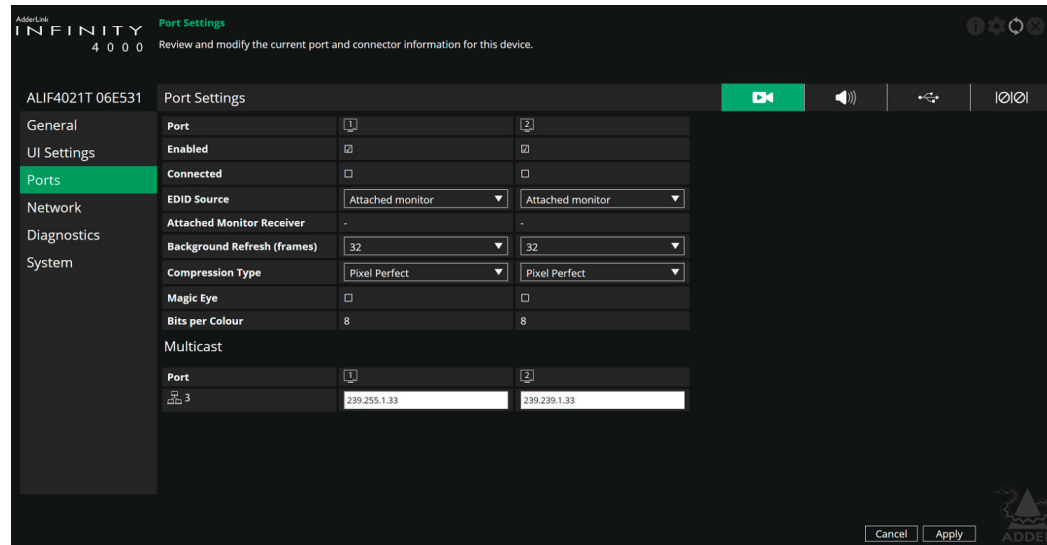 AdderLink
INFINITY
4000
Port Settings
Review and modify the current port and connector information for this device.
ALIF4021T 06E531
Port Settings
|0|0|
General
UI Settings
Ports
Network
Diagnostics
System
Port 1 2
Enabled
Connected
EDID Source Attached monitor Attached monitor
Attached Monitor Receiver - -
Background Refresh (frames) 32 32
Compression Type Pixel Perfect Pixel Perfect
Magic Eye
Bits per Colour 8 8
Multicast
Port 1 2
3 239.255.1.33 239.239.1.33
Cancel Apply
ADDE